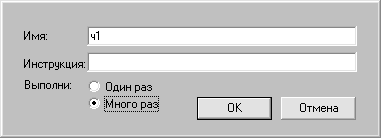 Имя: ч1
Инструкция:
Выполни: Один раз
Много раз
OK Отмена